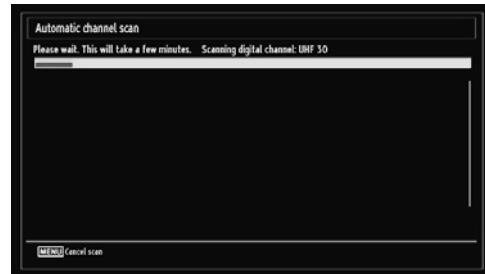 Automatic channel scan
Please wait. This will take a few minutes. Scanning digital channel: UHF 30
MENU Cancel scan